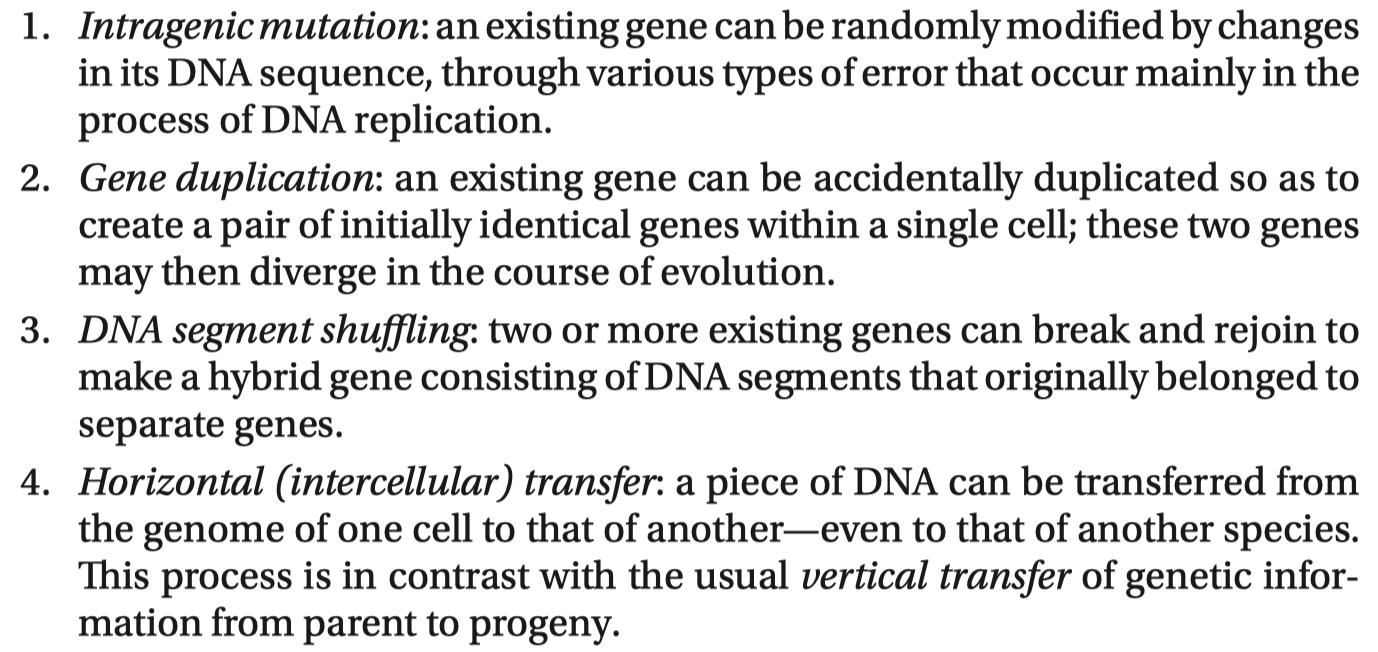 1. Intragenic mutation: an existing gene can be randomly modified by changes
in its DNA sequence, through various types of error that occur mainly in the
process of DNA replication.
2. Gene duplication: an existing gene can be accidentally duplicated so as to
create a pair of initially identical genes within a single cell; these two genes
may then diverge in the course of evolution.
3. DNA segment shuffling: two or more existing genes can break and rejoin to
make a hybrid gene consisting of DNA segments that originally belonged to
separate genes.
4. Horizontal (intercellular) transfer: a piece of DNA can be transferred from
the genome of one cell to that of another—even to that of another species.
This process is in contrast with the usual vertical transfer of genetic infor-
mation from parent to progeny.